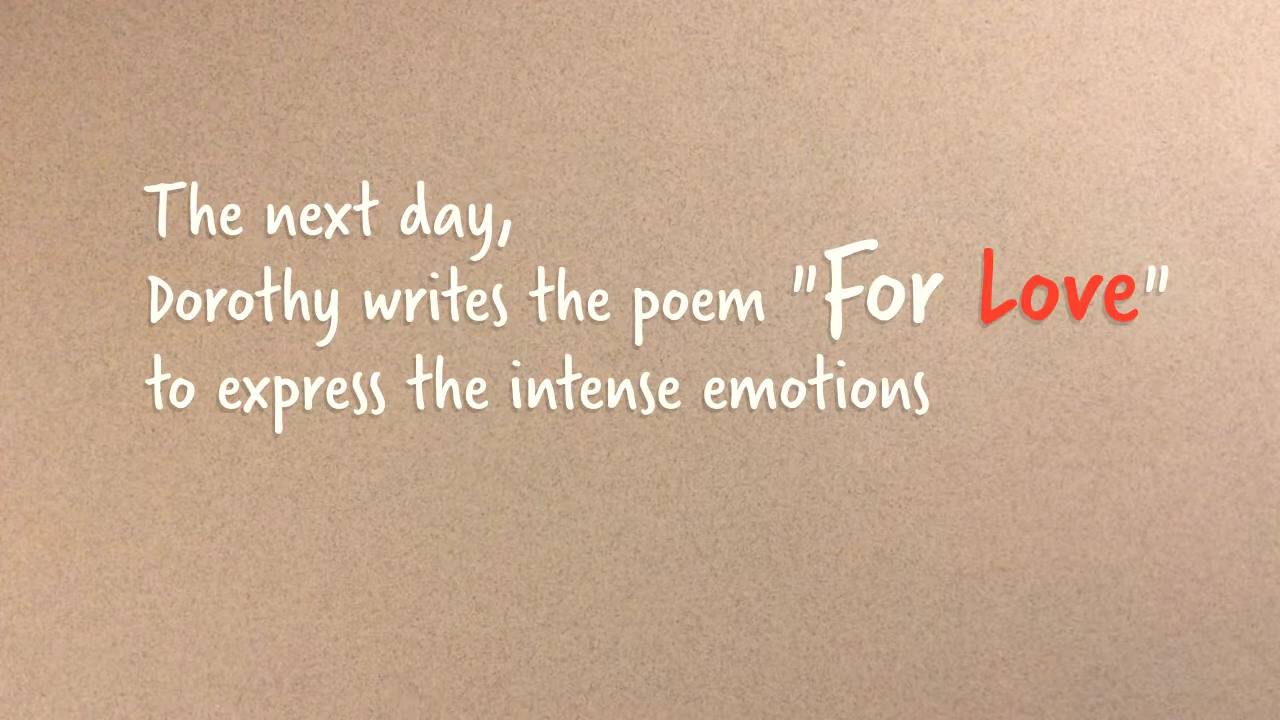 The next day,
Dorothy writes the poem "For Love"
to express the intense emotions